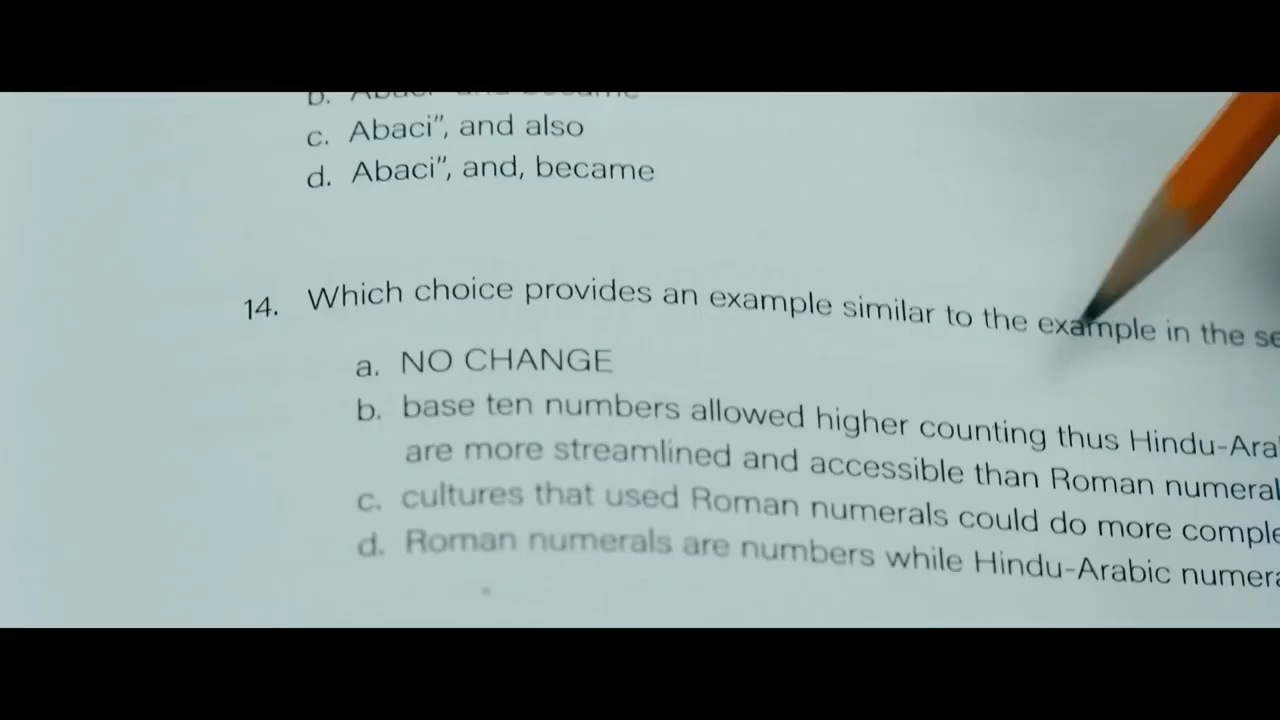 c. Abaci", and also
d. Abaci", and, became
14. Which choice provides an example similar to the example in the
a. NO CHANGE
b. base ten numbers allowed higher counting thus
are more streamlined and accessible than Roman
c. cultures that used Roman numerals could do more
d. Roman numerals are numbers while Hindu-Arabic